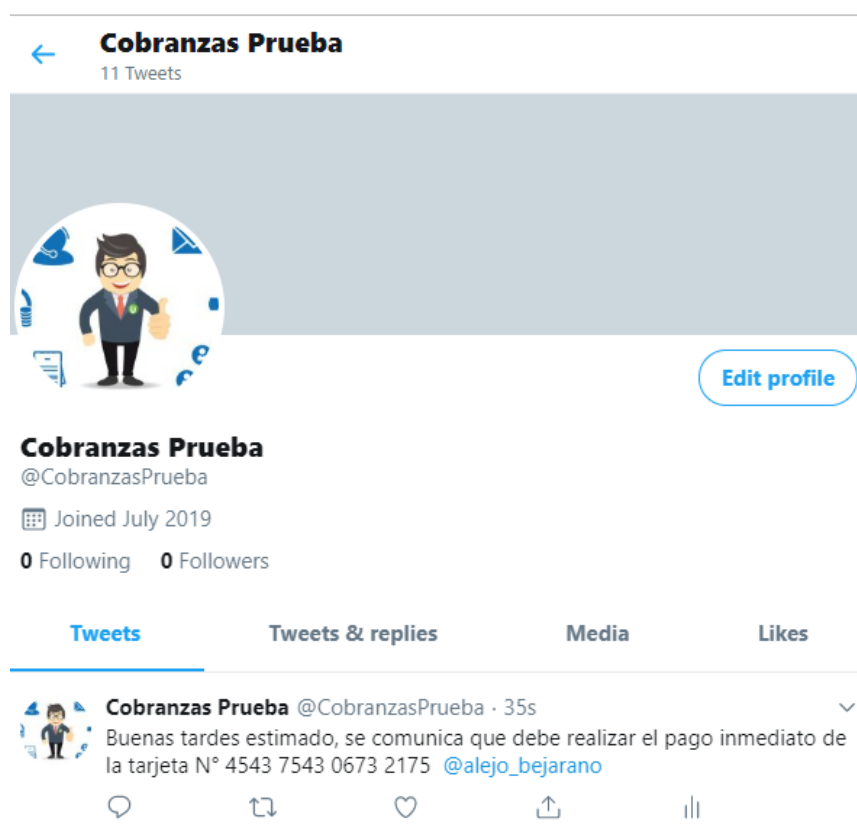 Cobranzas Prueba
11 Tweets
Edit profile
Cobranzas Prueba
@CobranzasPrueba
Joined July 2019
0 Following 0 Followers
Tweets Tweets & replies Media Likes
Cobranzas Prueba @CobranzasPrueba · 35s
Buenas tardes estimado, se comunica que debe realizar el pago inmediato de
la tarjeta N° 4543 7543 0673 2175 @alejo_bejarano